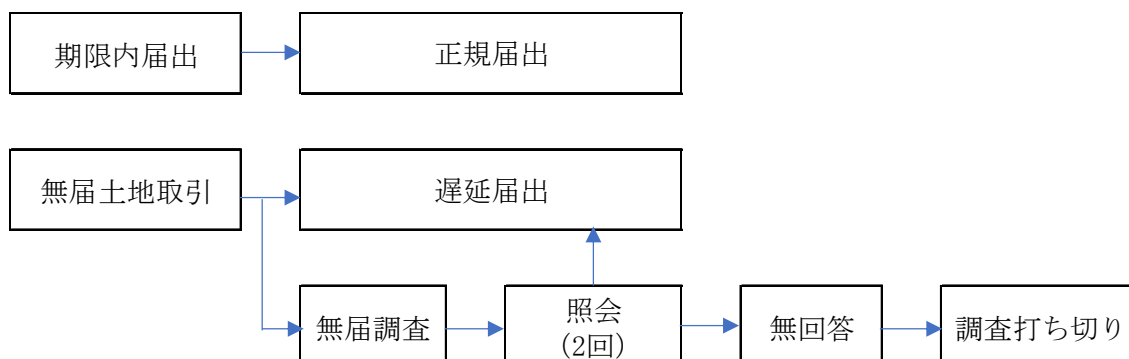 期限内届出
正規届出
無届土地取引
遅延届出
無届調査
照会
(2回)
無回答
調査打ち切り